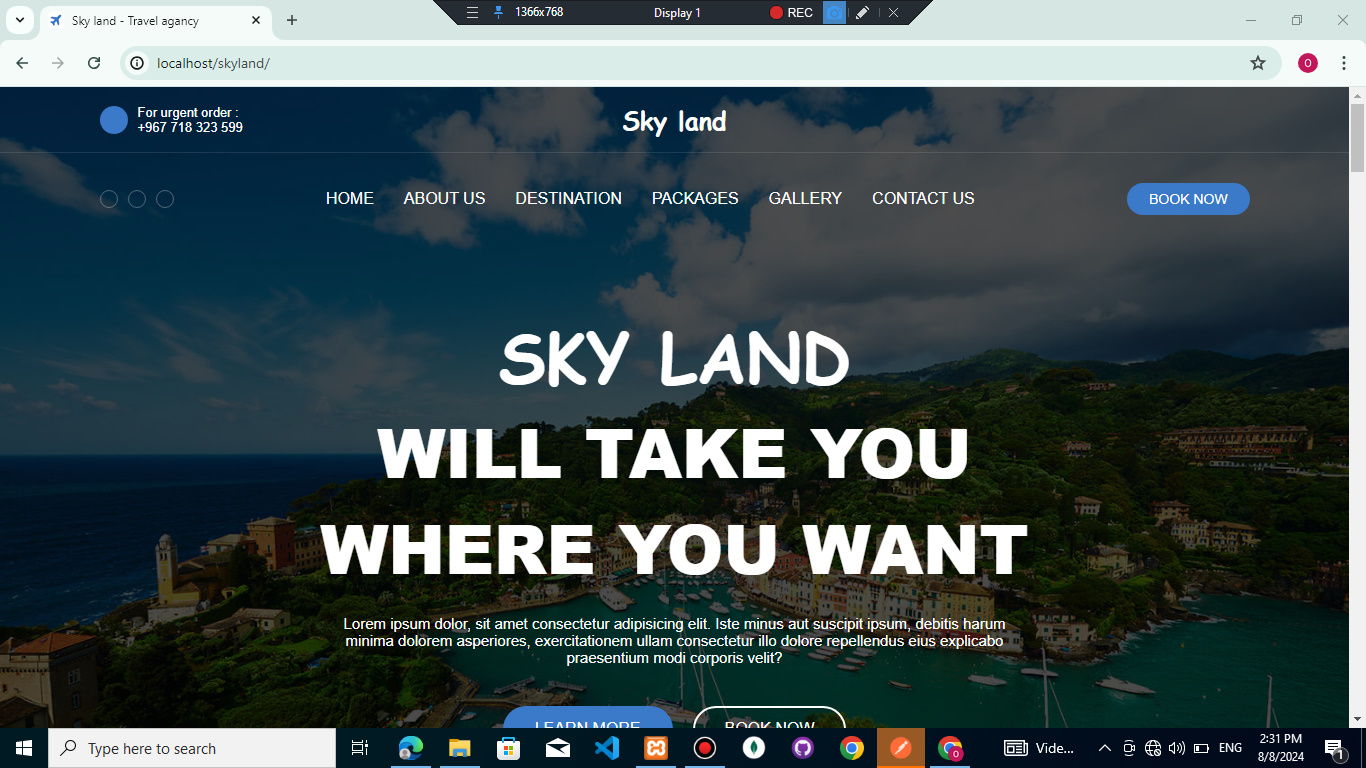 Sky land - Travel agancy
1366x768
Display 1
REC
localhost/skyland/
O
For urgent order :
+967 718 323 599
Sky land
HOME
ABOUT US
DESTINATION
PACKAGES
GALLERY
CONTACT US
BOOK NOW
SKY LAND
WILL TAKE YOU
WHERE YOU WANT
Lorem ipsum dolor, sit amet consectetur adipisicing elit. Iste minus aut suscipit ipsum, debitis harum
minima dolorem asperiores, exercitationem ullam consectetur illo dolore repellendus eius explicabo
praesentium modi corporis velit?
LEARN MORE
BOOK NOW
Type here to search
Vide...
ENG
2:31 PM
8/8/2024
1